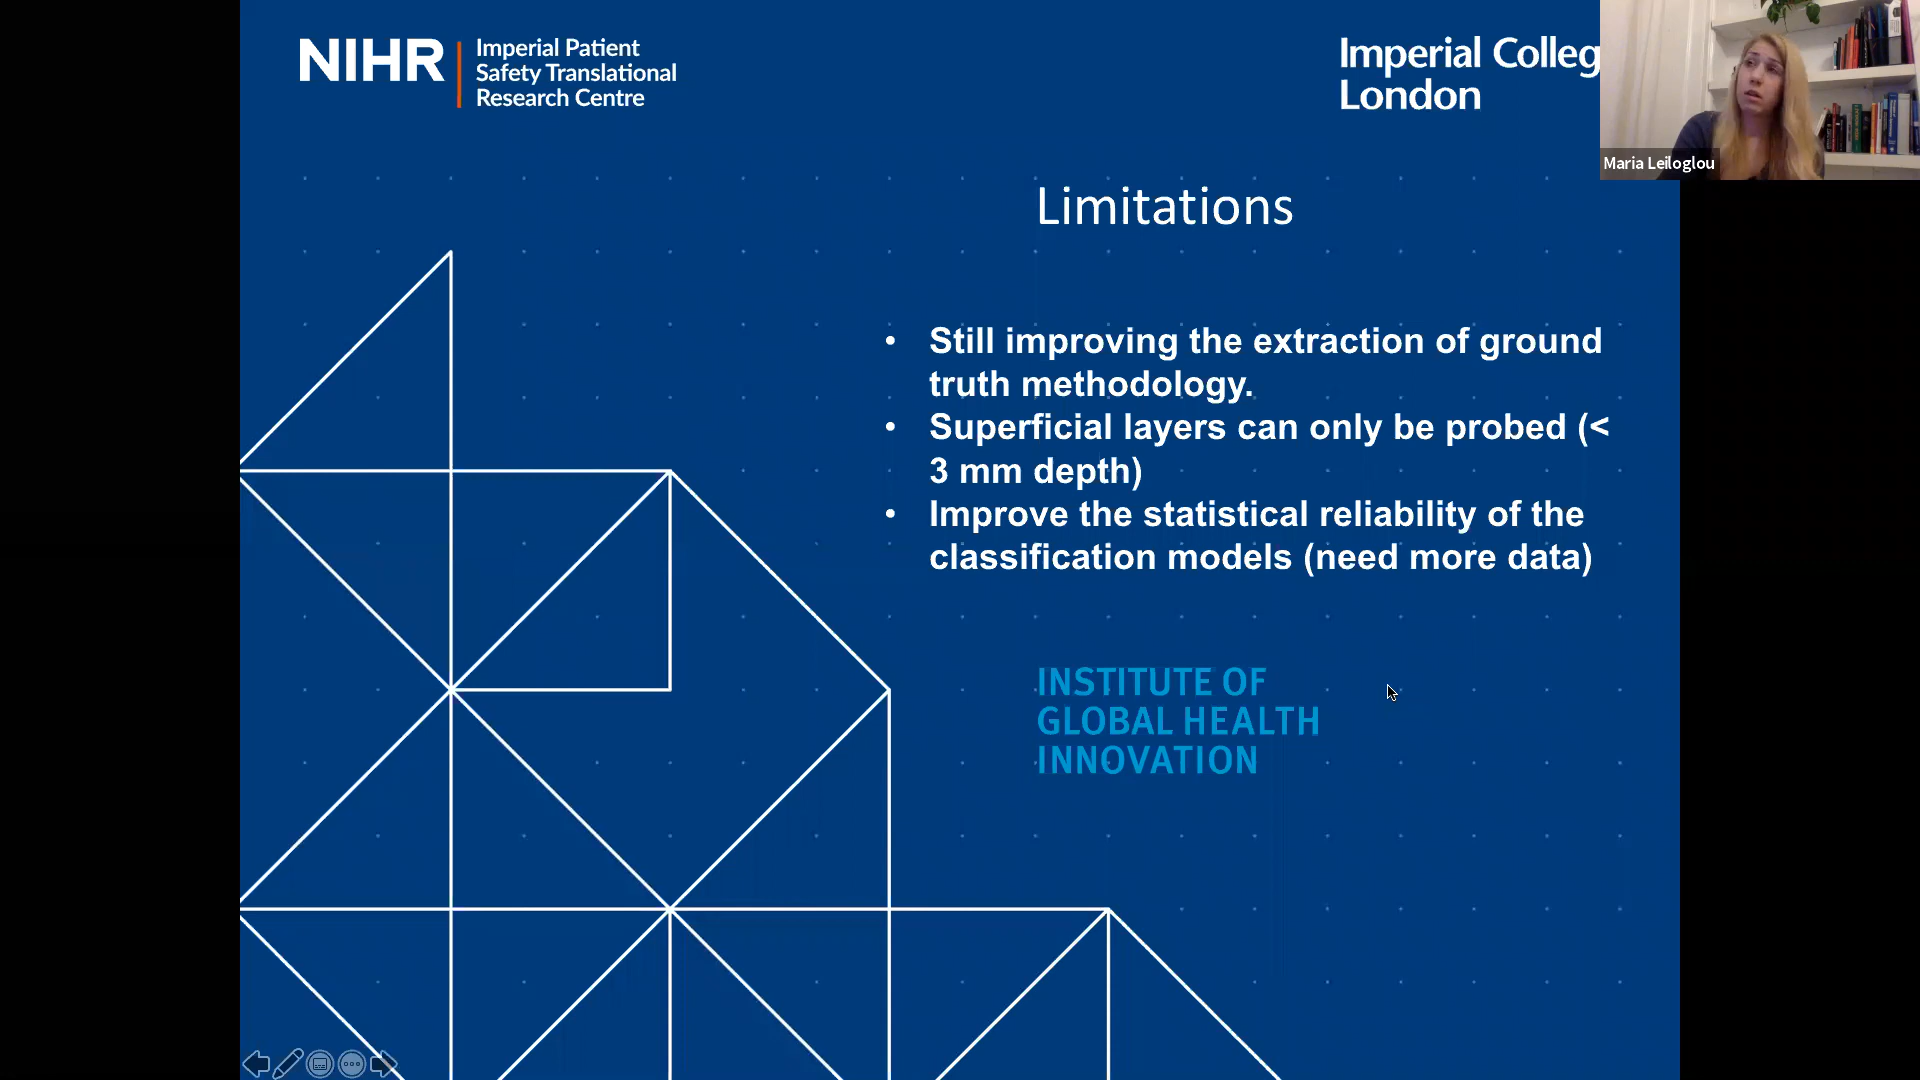 NIHR
Imperial Patient
Safety Translational
Research Centre
Imperial Colleg
London
Maria Leiloglou
Limitations
• Still improving the extraction of ground
truth methodology.
• Superficial layers can only be probed (<
3 mm depth)
• Improve the statistical reliability of the
classification models (need more data)
INSTITUTE OF
GLOBAL HEALTH
INNOVATION